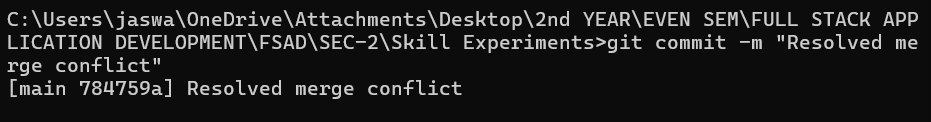 C:\Users\jaswa\OneDrive\Attachments\Desktop\2nd YEAR\EVEN SEM\FULL STACK APP
LICATION DEVELOPMENT\FSAD\SEC-2\Skill Experiments>git commit -m "Resolved me
rge conflict"
[main 784759a] Resolved merge conflict